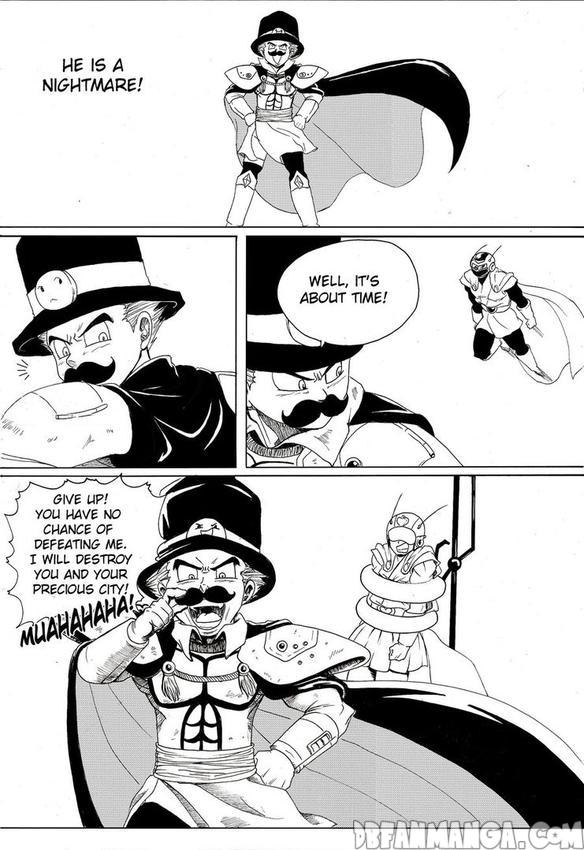 HE IS A
NIGHTMARE!
WELL, IT'S
ABOUT TIME!
GIVE UP!
YOU HAVE NO
CHANCE OF
DEFEATING ME.
I WILL DESTROY
YOU AND YOUR
PRECIOUS CITY!
MUAHAHAHA!
DBFANMANGA.COM